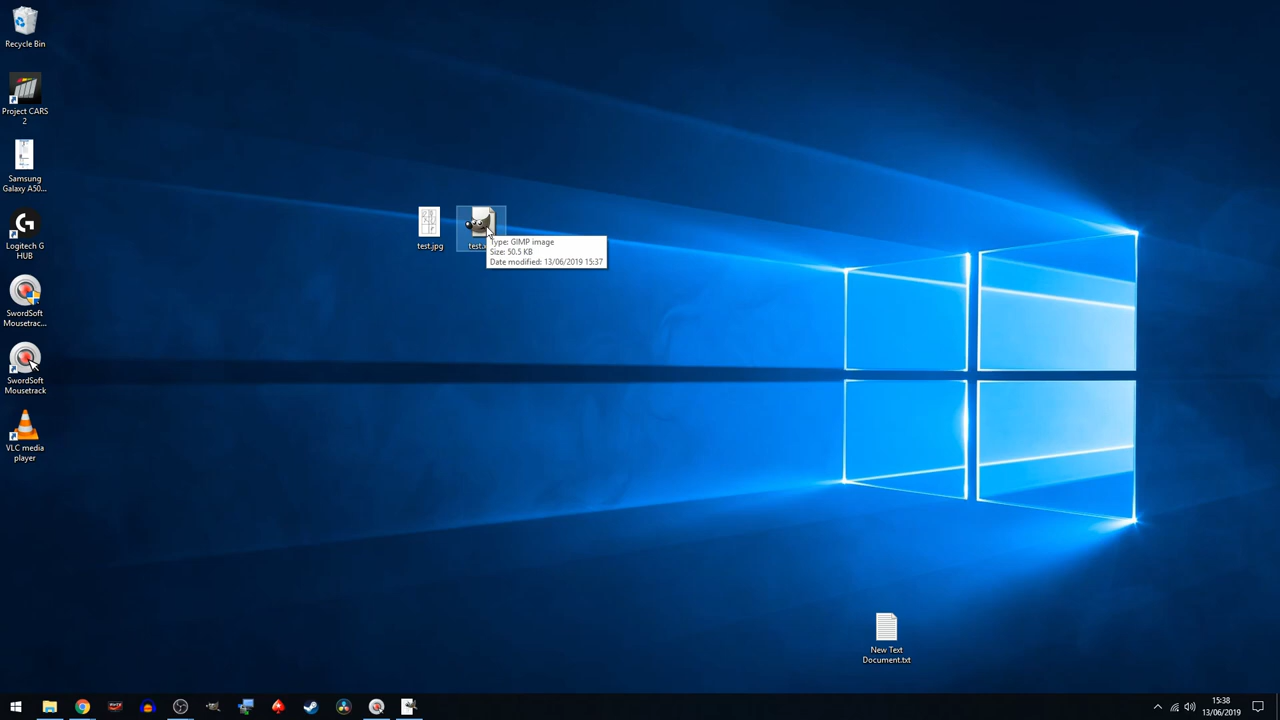 Recycle Bin
Project CARS
2
Samsung
Galaxy A50...
Logitech G
HUB
SwordSoft
Mousetrac...
SwordSoft
Mousetrack
VLC media
player
test.jpg
Type: GIMP image
Size: 50.5 KB
Date modified: 13/06/2019 15:37
New Text
Document.txt
15:38
13/06/2019